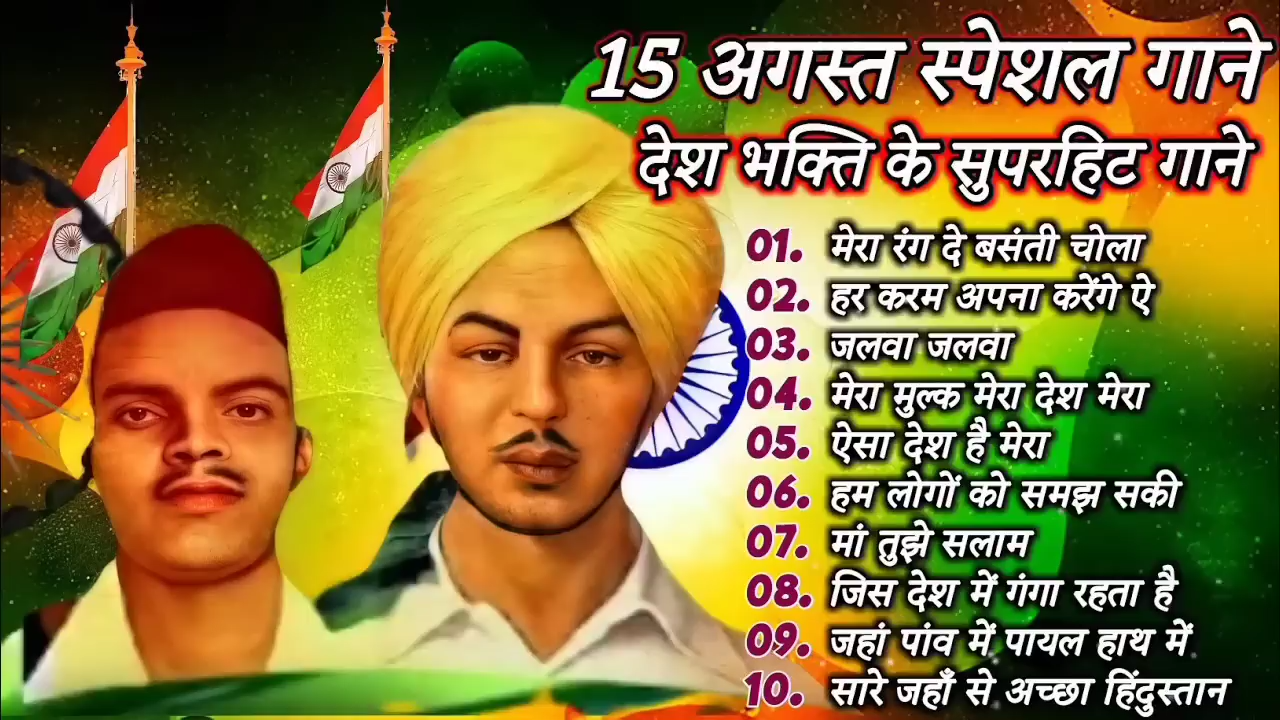 15 अगस्त स्पेशल गाने
देश भक्ति के सुपरहिट गाने
01. मेरा रंग दे बसंती चोला
02. हर करम अपना करेंगे ऐ
03. जलवा जलवा
04. मेरा मुल्क मेरा देश मेरा
05. ऐसा देश है मेरा
06. हम लोगों को समझ सकी
07. मां तुझे सलाम
08. जिस देश में गंगा रहता है
09. जहां पांव में पायल हाथ में
10. सारे जहाँ से अच्छा हिंदुस्तान